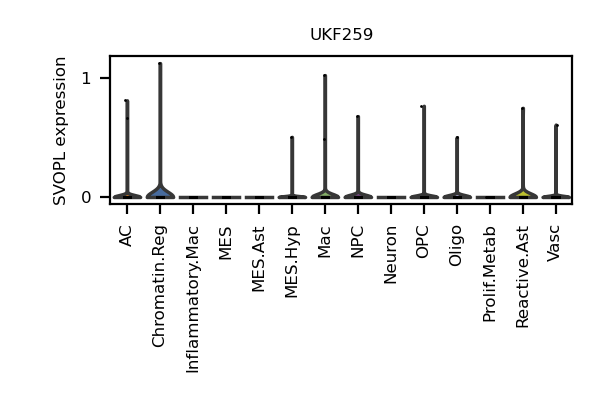 UKF259
SVOPL expression
1
0
AC
Chromatin.Reg
Inflammatory.Mac
MES
MES.Ast
MES.Hyp
Mac
NPC
Neuron
OPC
Oligo
Prolif.Metab
Reactive.Ast
Vasc